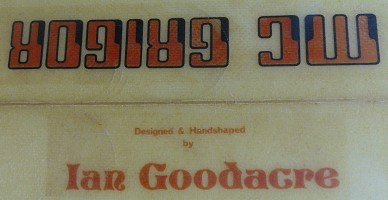 MC GRIGOR
Designed & Handshaped
by
Ian Goodacre